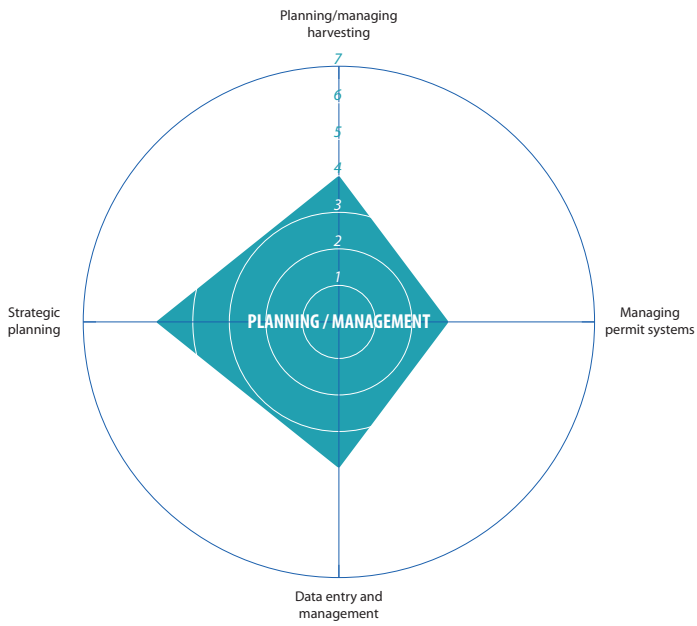 Planning/managing
harvesting
7
6
5
4
3
2
1
Strategic
planning
PLANNING / MANAGEMENT
Managing
permit systems
Data entry and
management